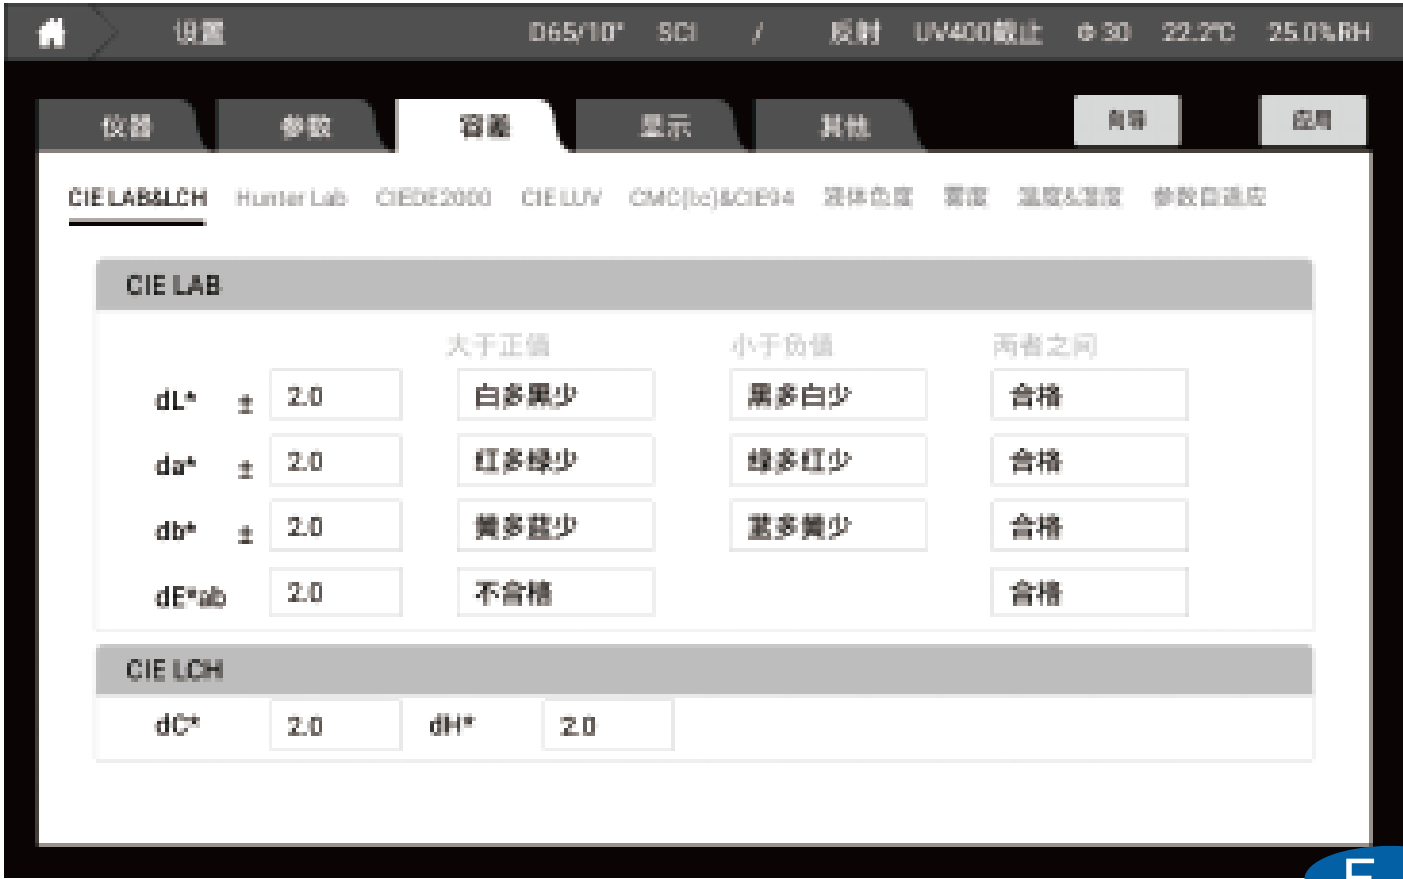 设置 D65/10° SCI / 反射 UV400截止 Φ30 22.2℃ 25.0%RH
仪器 参数 容差 显示 其他 向导 应用
CIE LAB&LCH Hunter Lab CIEDE2000 CIE LUV CMC(l:c)&CIE94 液体色度 雾度 温度&湿度 参数自适应
CIE LAB
大于正值 小于负值 两者之间
dL* ± 2.0 白多黑少 黑多白少 合格
da* ± 2.0 红多绿少 绿多红少 合格
db* ± 2.0 黄多蓝少 蓝多黄少 合格
dE*ab 2.0 不合格 合格
CIE LCH
dC* 2.0 dH* 2.0